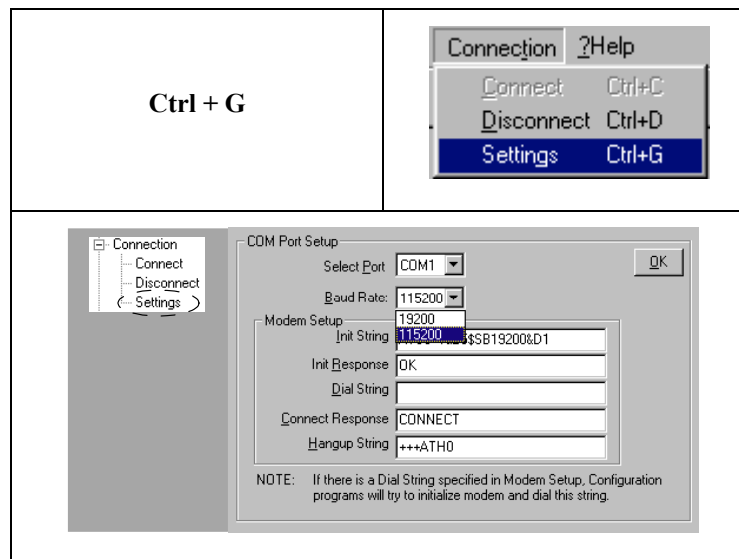 Ctrl + G
Connection ?Help
Connect Ctrl+C
Disconnect Ctrl+D
Settings Ctrl+G
Connection
Connect
Disconnect
Settings
COM Port Setup
Select Port COM1
OK
Baud Rate: 115200
19200
115200
Modem Setup
Init String $SB19200&D1
Init Response OK
Dial String
Connect Response CONNECT
Hangup String +++ATH0
NOTE: If there is a Dial String specified in Modem Setup, Configuration
programs will try to initialize modem and dial this string.